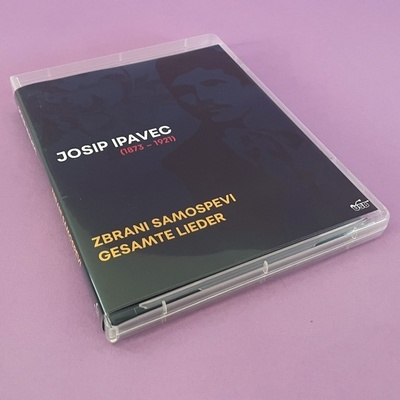 JOSIP IPAVEC
(1873 – 1921)
ZBRANI SAMOSPEVI
GESAMTE LIEDER